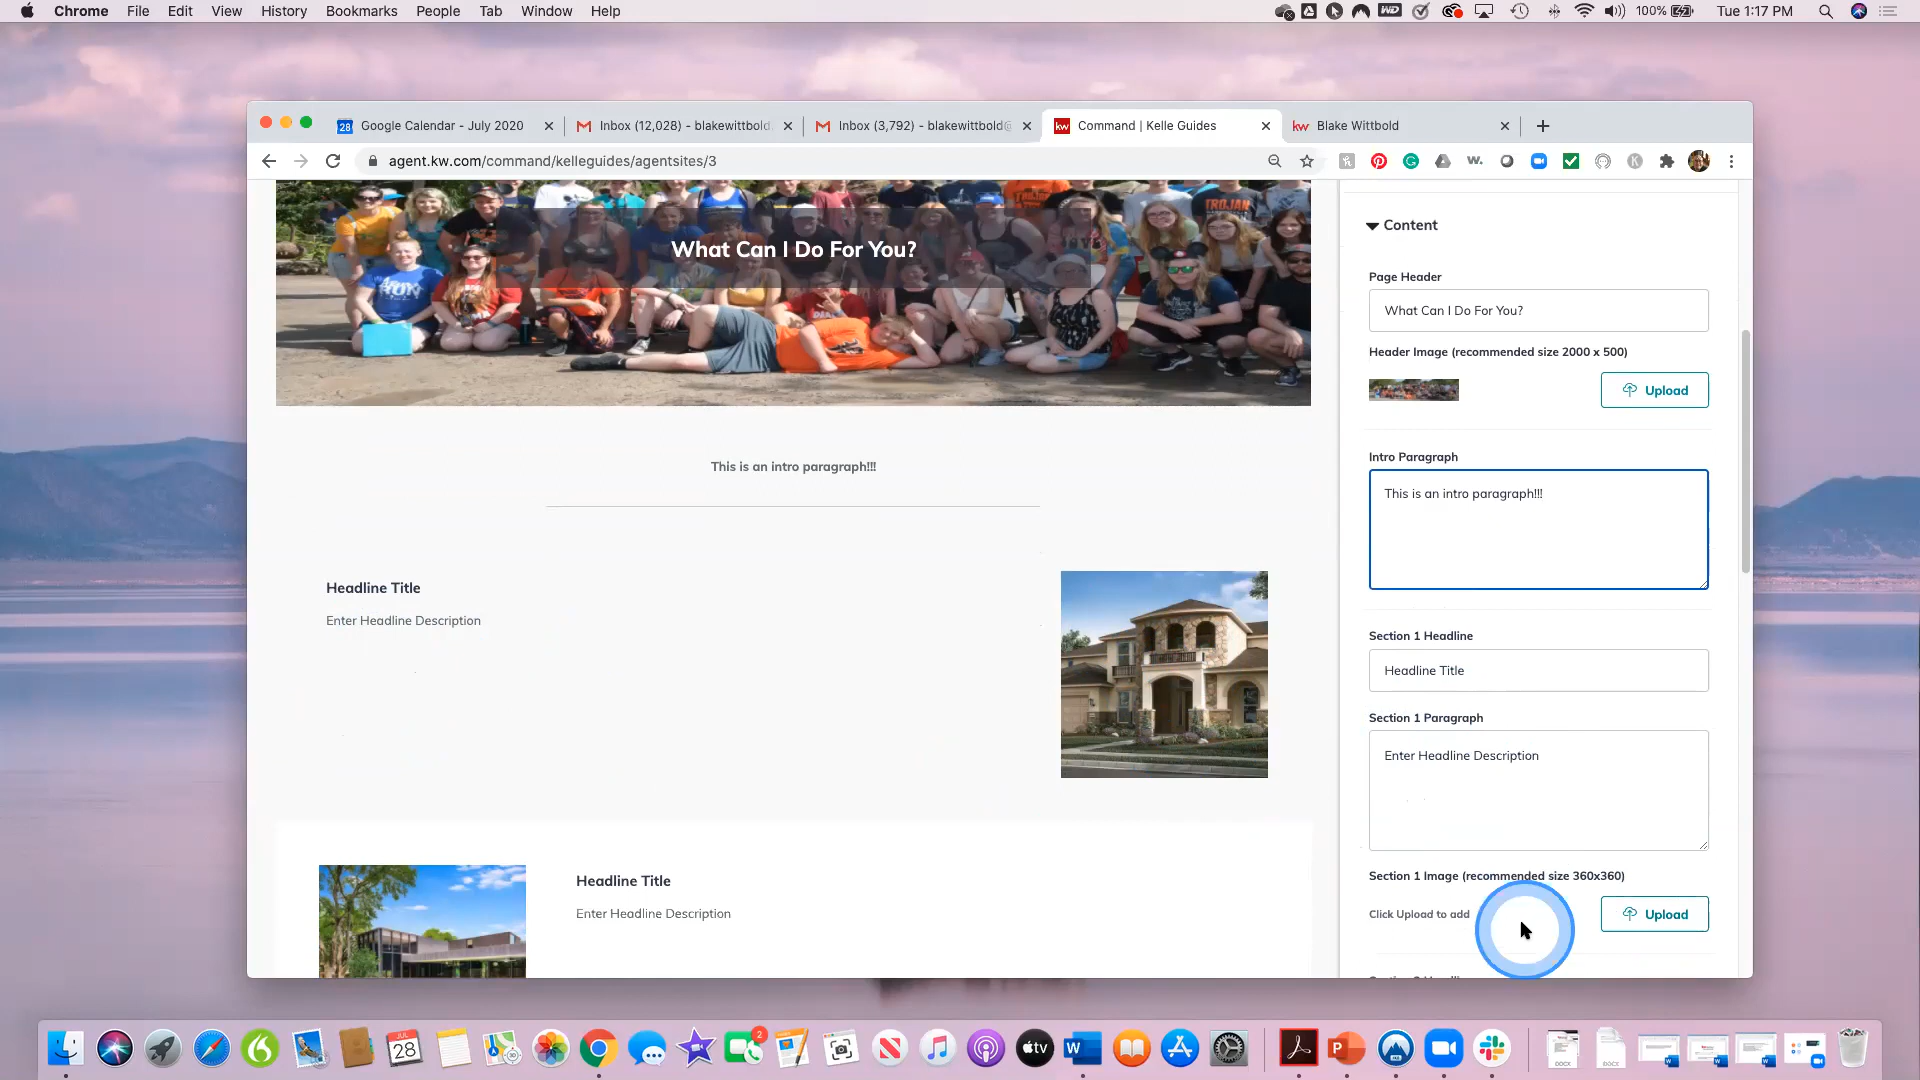 Chrome File Edit View History Bookmarks People Tab Window Help
100% Tue 1:17 PM
Google Calendar - July 2020
Inbox (12,028) - blakewittbold
Inbox (3,792) - blakewittbold@
Command | Kelle Guides
Blake Wittbold
agent.kw.com/command/kelleguides/agentsites/3
What Can I Do For You?
This is an intro paragraph!!!
Headline Title
Enter Headline Description
Headline Title
Enter Headline Description
Content
Page Header
What Can I Do For You?
Header Image (recommended size 2000 x 500)
Upload
Intro Paragraph
This is an intro paragraph!!!
Section 1 Headline
Headline Title
Section 1 Paragraph
Enter Headline Description
Section 1 Image (recommended size 360x360)
Click Upload to add
Upload
JUL
28
2
tv